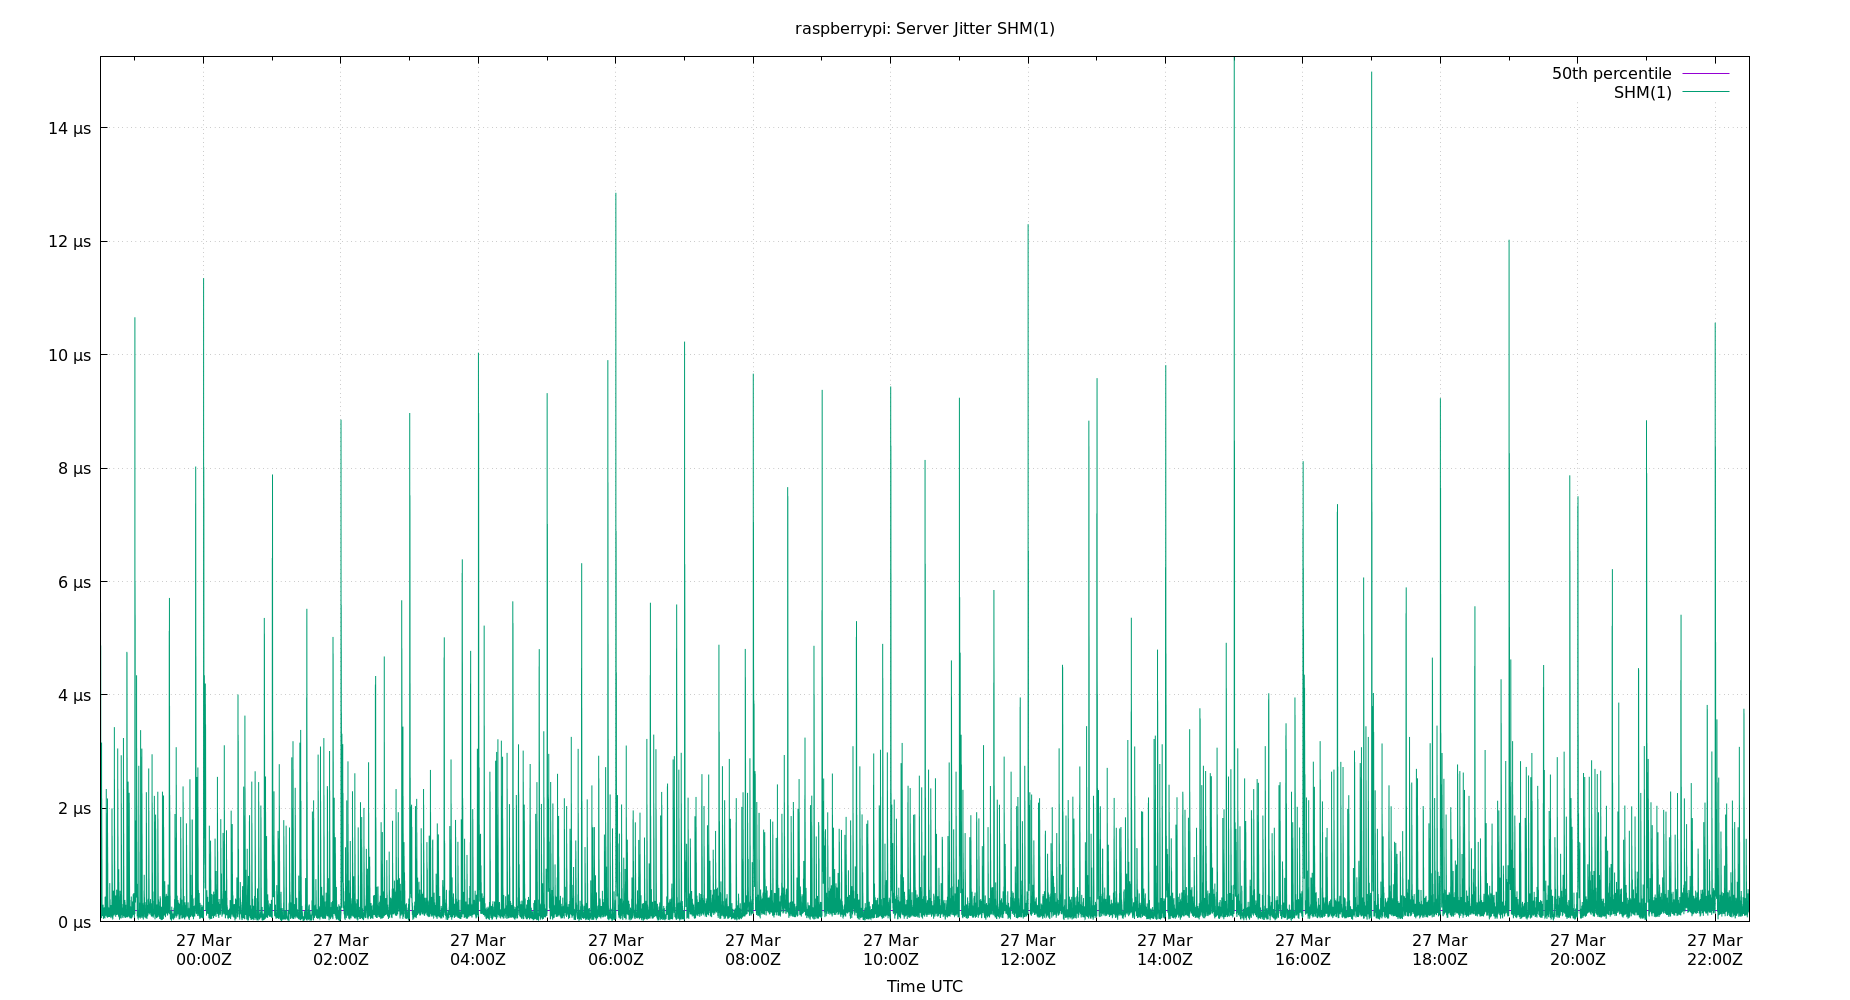 raspberrypi: Server Jitter SHM(1)
50th percentile
SHM(1)
14 µs
12 µs
10 µs
8 µs
6 µs
4 µs
2 µs
0 µs
27 Mar 27 Mar 27 Mar 27 Mar 27 Mar 27 Mar 27 Mar 27 Mar 27 Mar 27 Mar 27 Mar 27 Mar
00:00Z 02:00Z 04:00Z 06:00Z 08:00Z 10:00Z 12:00Z 14:00Z 16:00Z 18:00Z 20:00Z 22:00Z
Time UTC